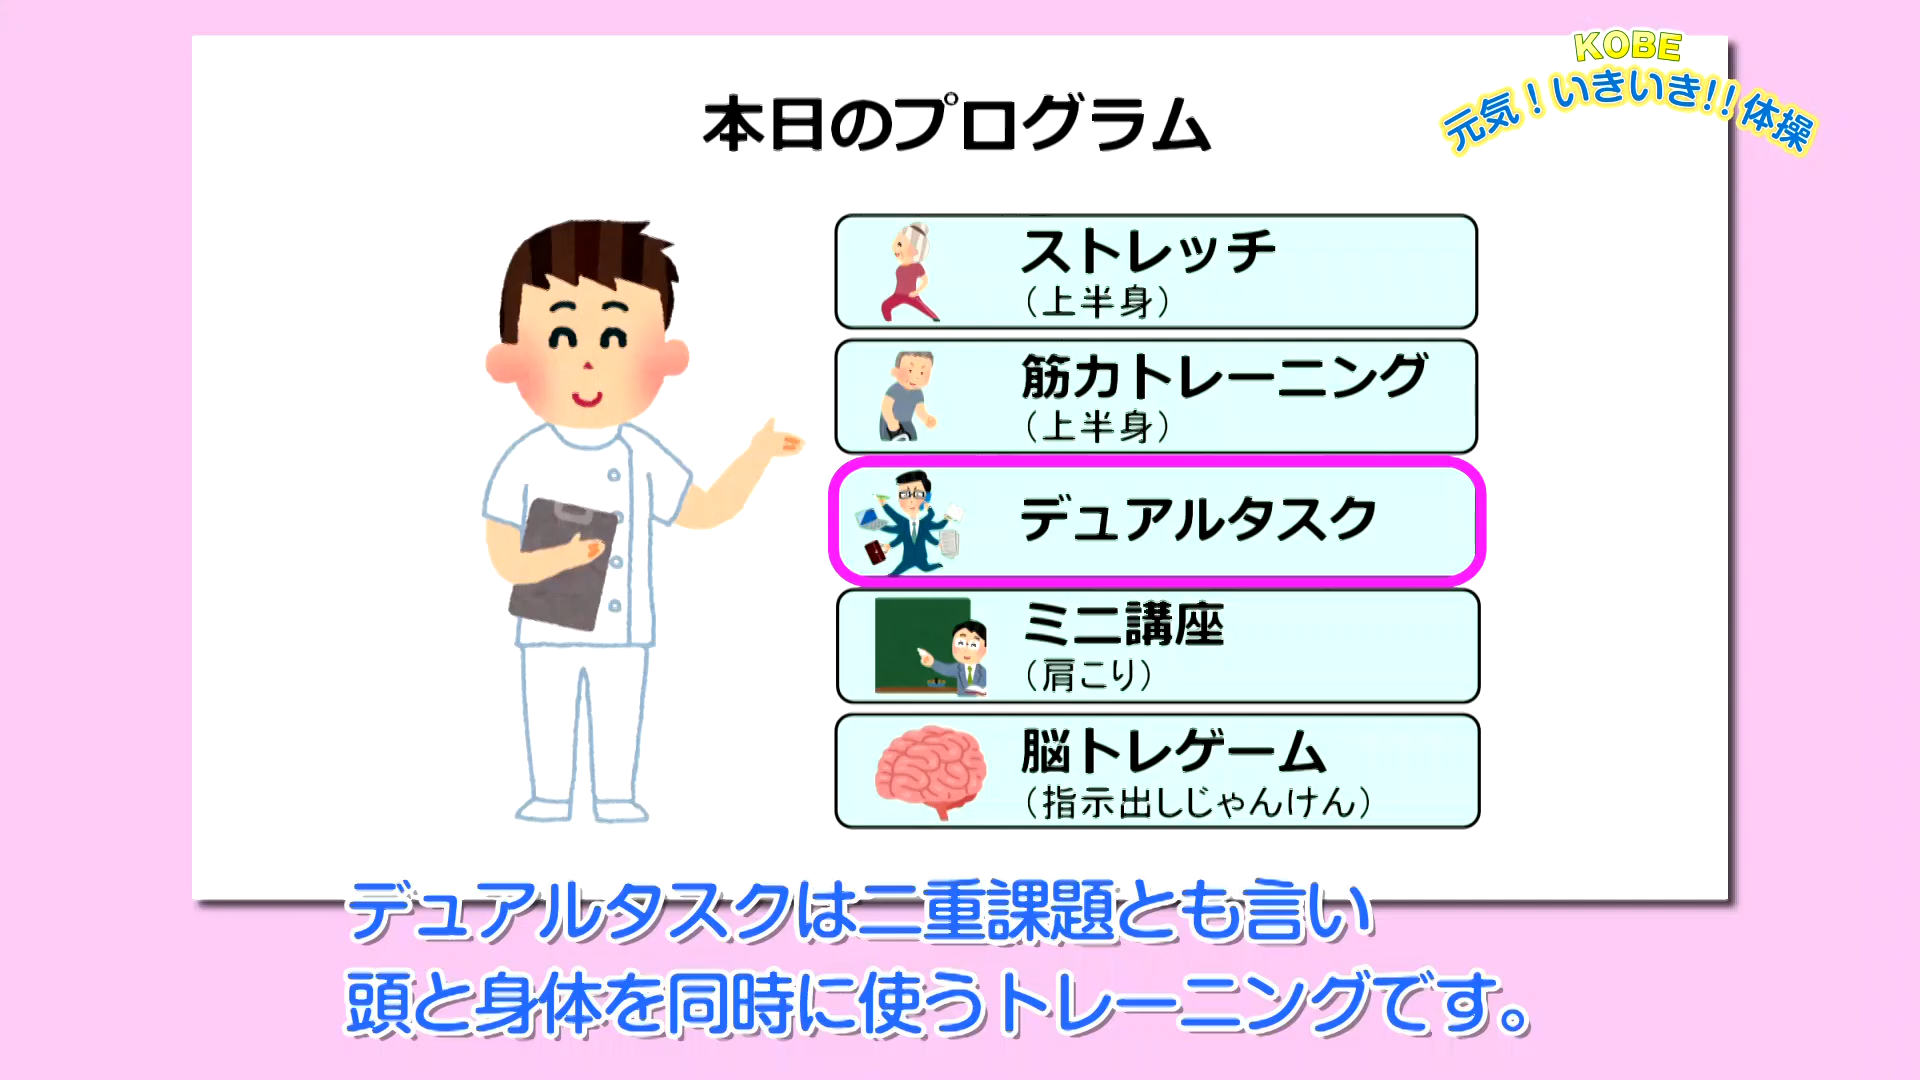 KOBE
元気！いきいき!!体操
本日のプログラム
ストレッチ
（上半身）
筋力トレーニング
（上半身）
デュアルタスク
ミニ講座
（肩こり）
脳トレゲーム
（指示出しじゃんけん）
デュアルタスクは二重課題とも言い
頭と身体を同時に使うトレーニングです。